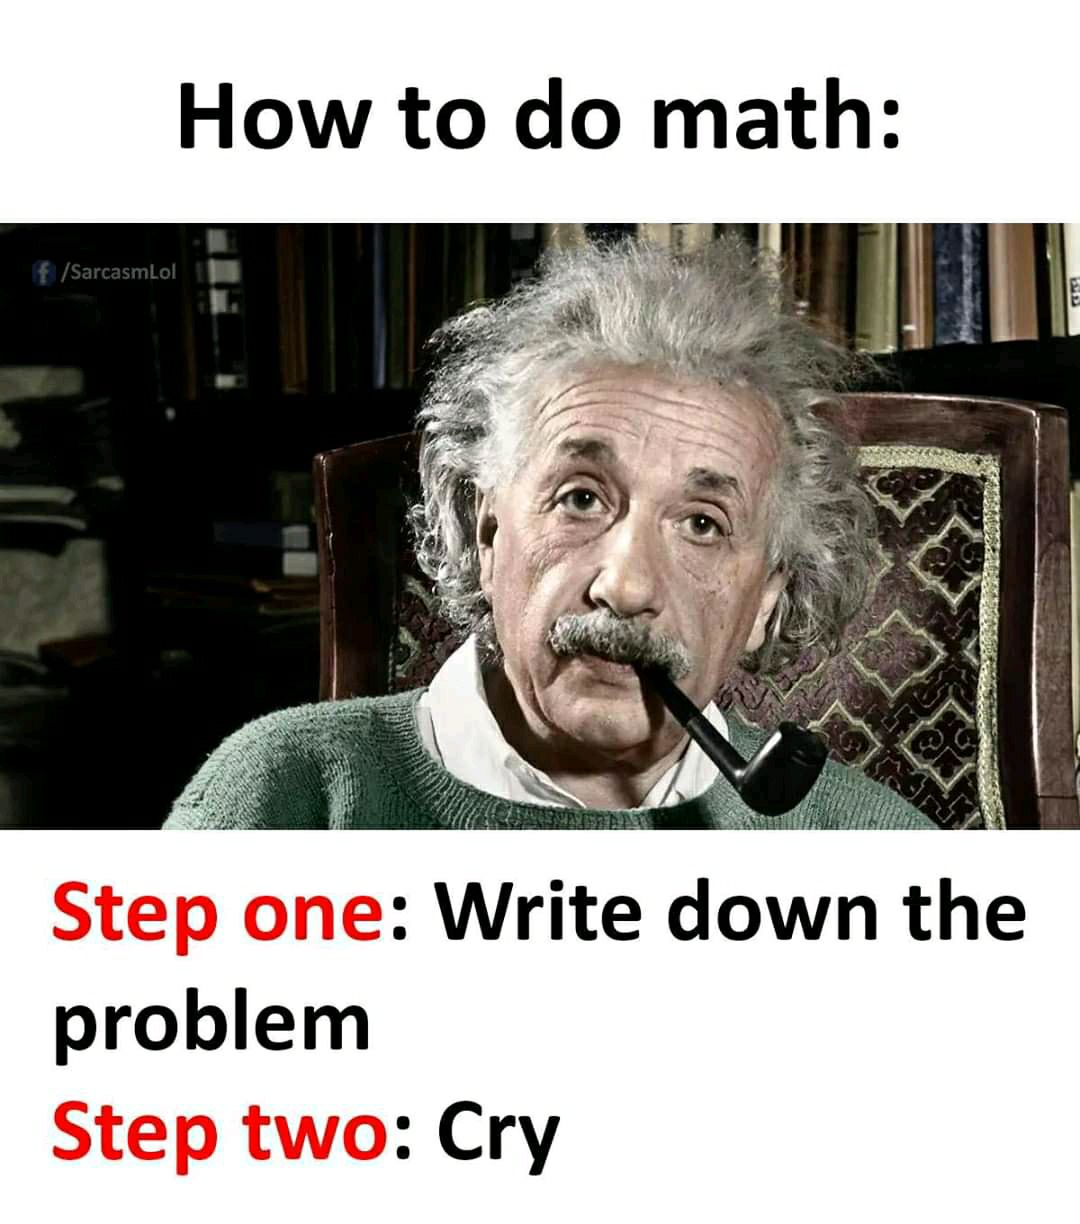 How to do math:
f /SarcasmLol
Step one: Write down the
problem
Step two: Cry